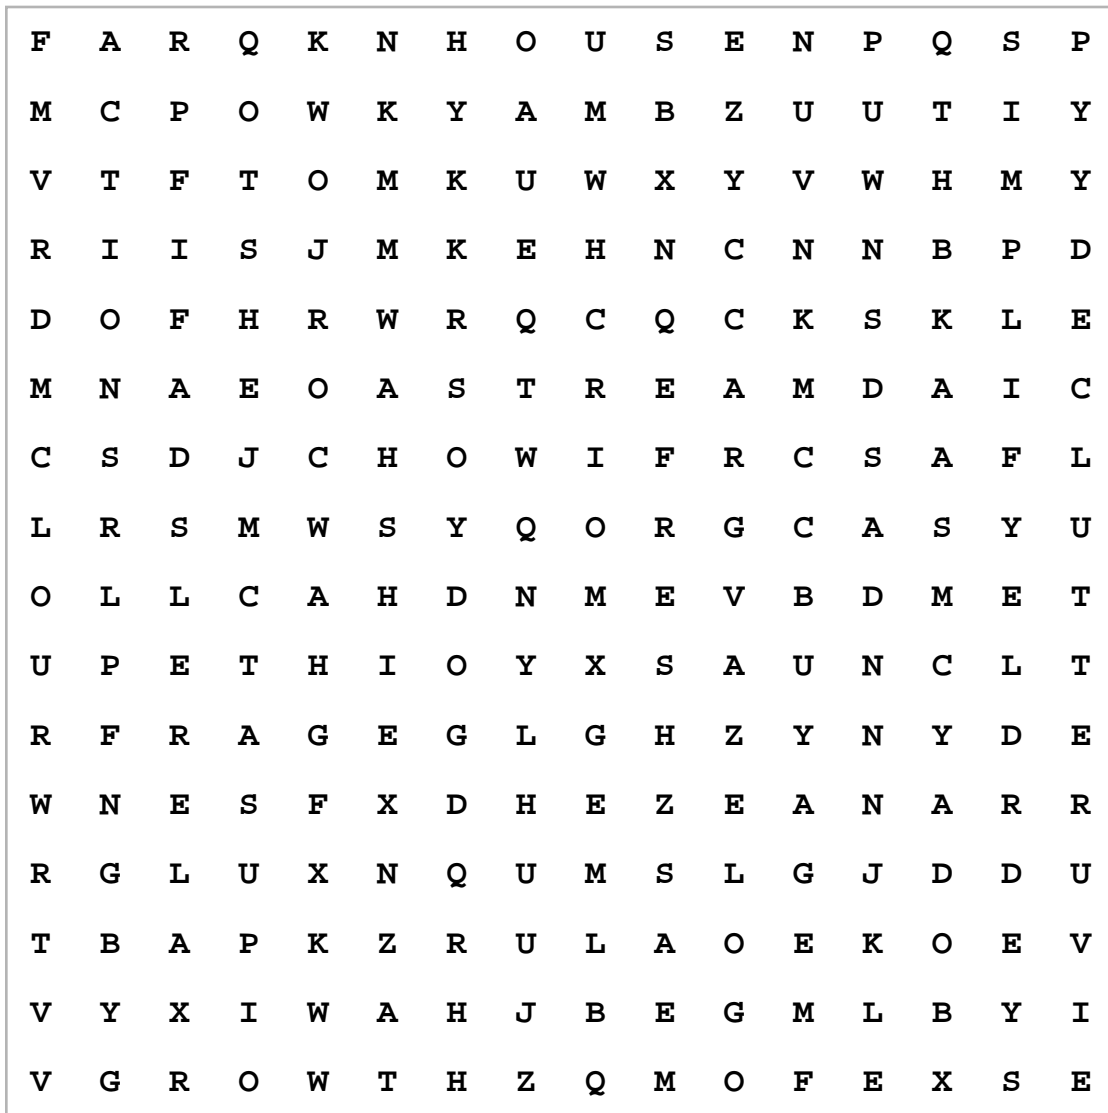 F A R Q K N H O U S E N P Q S P
M C P O W K Y A M B Z U U T I Y
V T F T O M K U W X Y V W H M Y
R I I S J M K E H N C N N B P D
D O F H R W R Q C Q C K S K L E
M N A E O A S T R E A M D A I C
C S D J C H O W I F R C S A F L
L R S M W S Y Q O R G C A S Y U
O L L C A H D N M E V B D M E T
U P E T H I O Y X S A U N C L T
R F R A G E G L G H Z Y N Y D E
W N E S F X D H E Z E A N A R R
R G L U X N Q U M S L G J D D U
T B A P K Z R U L A O E K O E V
V Y X I W A H J B E G M L B Y I
V G R O W T H Z Q M O F E X S E